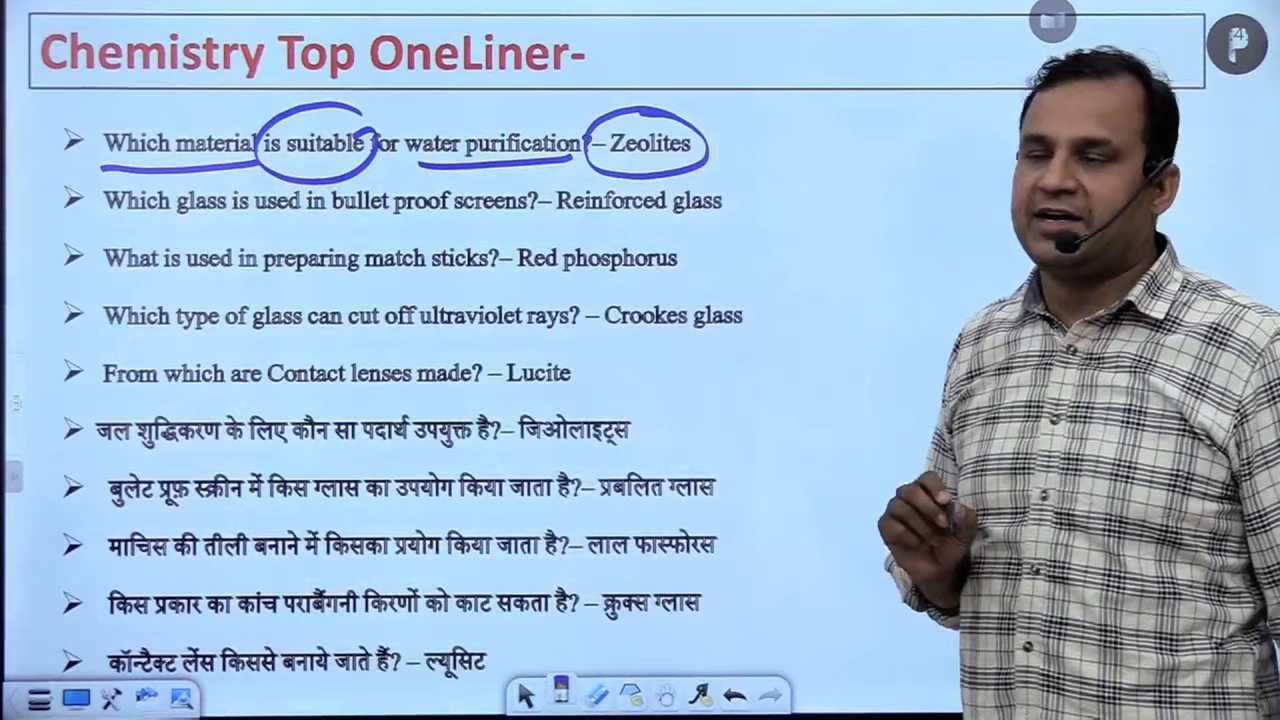 Chemistry Top OneLiner-
Which material is suitable for water purification?– Zeolites
Which glass is used in bullet proof screens?– Reinforced glass
What is used in preparing match sticks?– Red phosphorus
Which type of glass can cut off ultraviolet rays? – Crookes glass
From which are Contact lenses made? – Lucite
जल शुद्धिकरण के लिए कौन सा पदार्थ उपयुक्त है?– जिओलाइट्स
बुलेट प्रूफ़ स्क्रीन में किस ग्लास का उपयोग किया जाता है?– प्रबलित ग्लास
माचिस की तीली बनाने में किसका प्रयोग किया जाता है?– लाल फास्फोरस
किस प्रकार का कांच पराबैंगनी किरणों को काट सकता है? – क्रुक्स ग्लास
कॉन्टैक्ट लेंस किससे बनाये जाते हैं? – ल्यूसिट